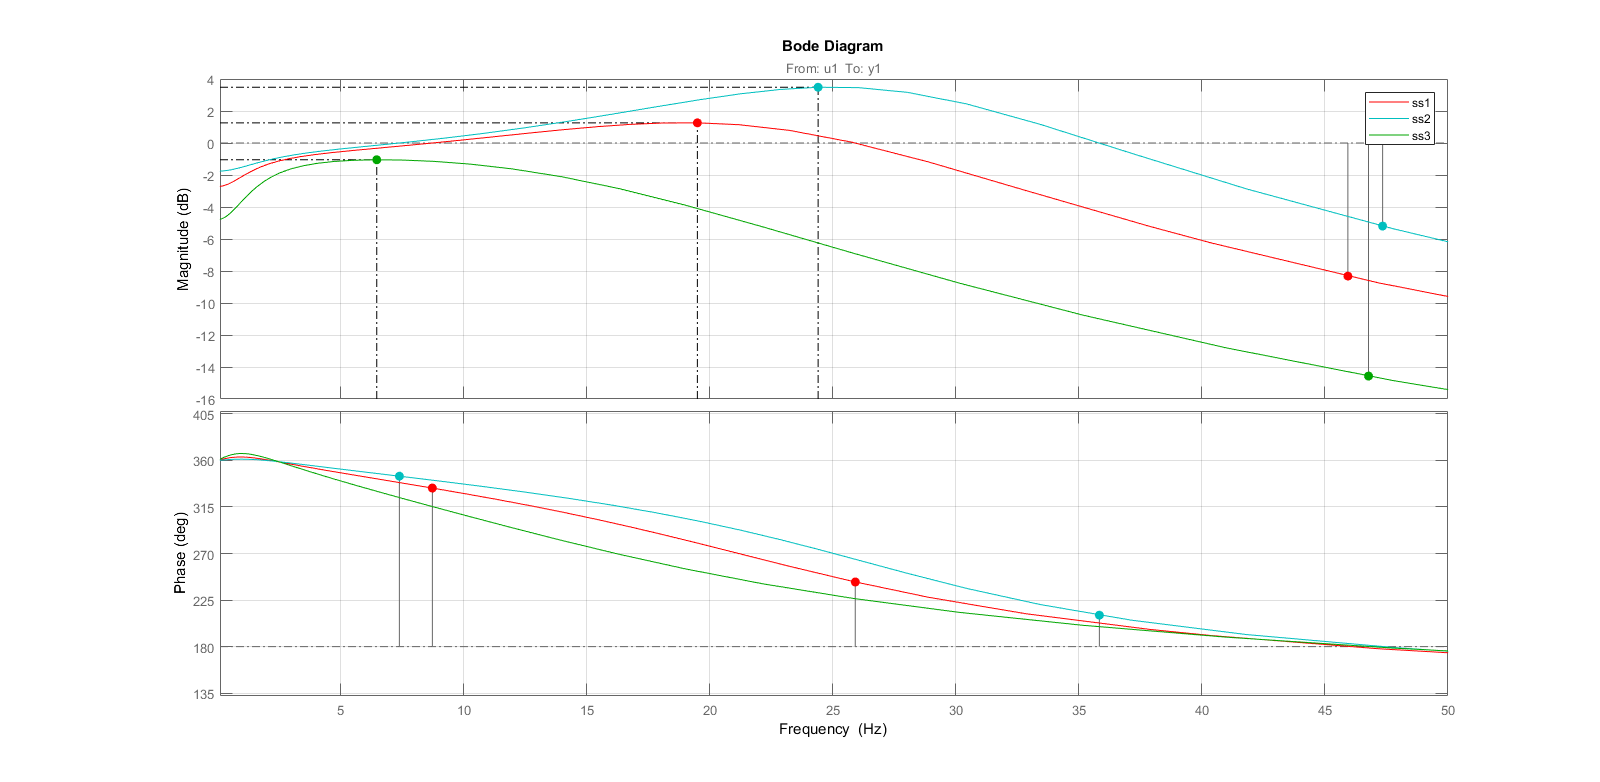 Bode Diagram
From: u1 To: y1
Magnitude (dB)
4
2
0
-2
-4
-6
-8
-10
-12
-14
-16
ss1
ss2
ss3
Phase (deg)
405
360
315
270
225
180
135
5 10 15 20 25 30 35 40 45 50
Frequency (Hz)